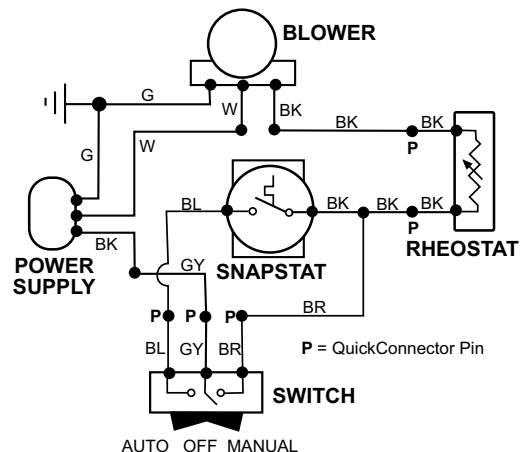 BLOWER
G
W
BK
BK
BK
P
G
W
BL
BK
BK
BK
P
RHEOSTAT
SNAPSTAT
BK
POWER
SUPPLY
GY
BR
P
P
P
BL
GY
BR
P = QuickConnector Pin
SWITCH
AUTO OFF MANUAL